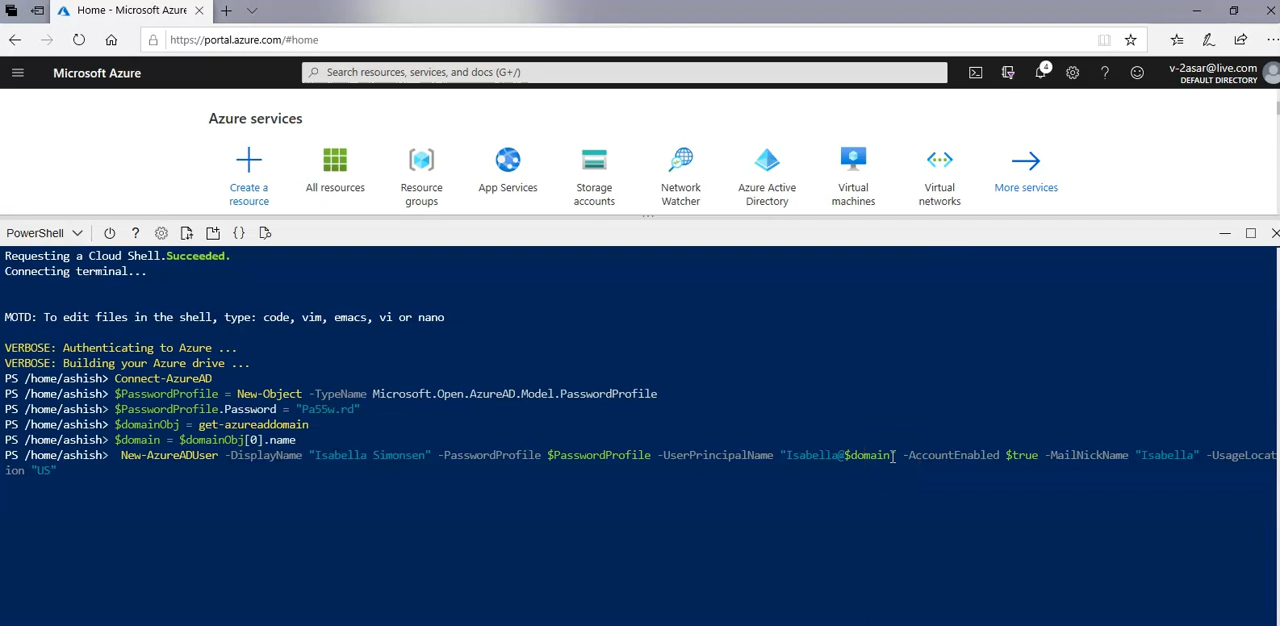 Home - Microsoft Azure
https://portal.azure.com/#home
Microsoft Azure
Search resources, services, and docs (G+/)
4
v-2asar@live.com
DEFAULT DIRECTORY
Azure services
Create a
resource
All resources
Resource
groups
App Services
Storage
accounts
Network
Watcher
Azure Active
Directory
Virtual
machines
Virtual
networks
More services
PowerShell
Requesting a Cloud Shell.Succeeded.
Connecting terminal...
MOTD: To edit files in the shell, type: code, vim, emacs, vi or nano
VERBOSE: Authenticating to Azure ...
VERBOSE: Building your Azure drive ...
PS /home/ashish> Connect-AzureAD
PS /home/ashish> $PasswordProfile = New-Object -TypeName Microsoft.Open.AzureAD.Model.PasswordProfile
PS /home/ashish> $PasswordProfile.Password = "Pa55w.rd"
PS /home/ashish> $domainObj = get-azureaddomain
PS /home/ashish> $domain = $domainObj[0].name
PS /home/ashish> New-AzureADUser -DisplayName "Isabella Simonsen" -PasswordProfile $PasswordProfile -UserPrincipalName "Isabella@$domain" -AccountEnabled $true -MailNickName "Isabella" -UsageLocat
ion "US"